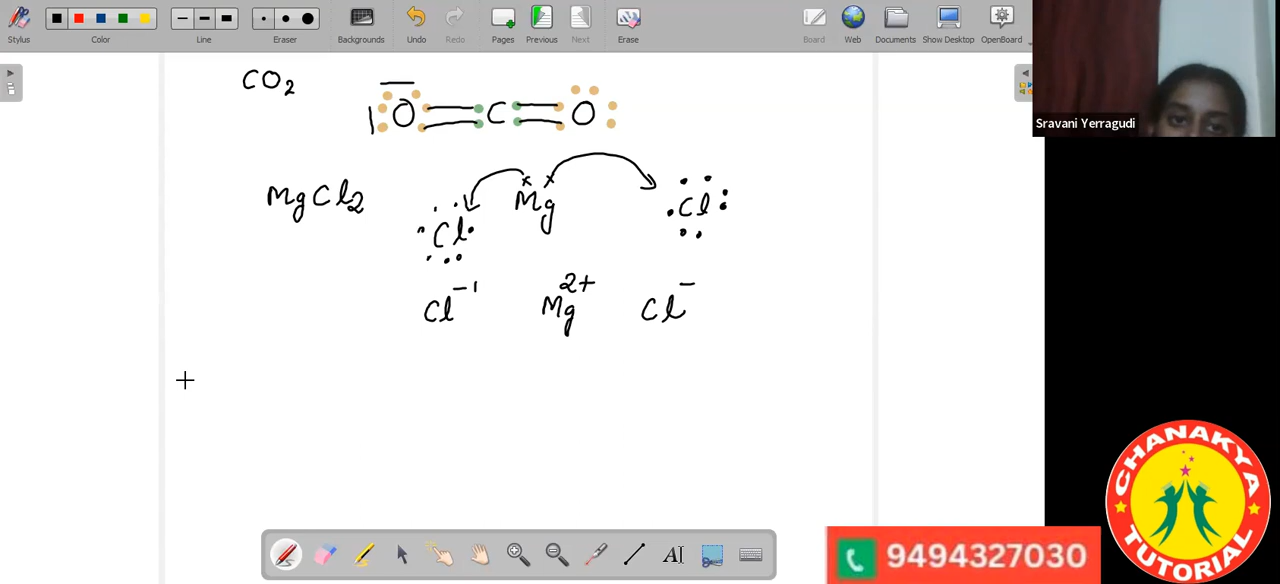 Stylus Color Line Eraser Backgrounds Undo Redo Pages Previous Next Erase Board Web Documents Show Desktop OpenBoard
Sravani Yerragudi
CO2
O C O
MgCl2 Cl Mg Cl
Cl⁻¹ Mg²⁺ Cl⁻
CHANAKYA
TUTORIAL
9494327030